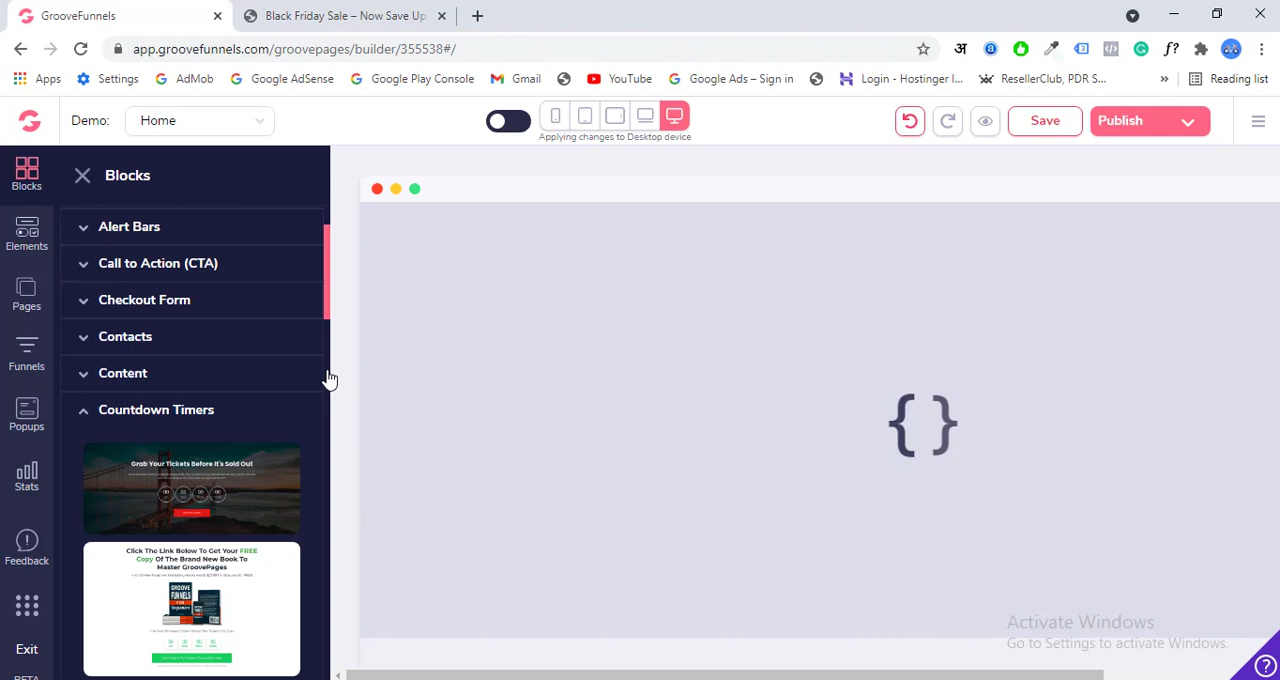 GrooveFunnels
Black Friday Sale – Now Save Up
app.groovefunnels.com/groovepages/builder/355538#/
Apps
Settings
AdMob
Google AdSense
Google Play Console
Gmail
YouTube
Google Ads – Sign in
Login - Hostinger I...
ResellerClub, PDR S...
»
Reading list
Demo:
Home
Applying changes to Desktop device
Save
Publish
Blocks
Elements
Pages
Funnels
Popups
Stats
Feedback
Exit
Blocks
Alert Bars
Call to Action (CTA)
Checkout Form
Contacts
Content
Countdown Timers
Grab Your Tickets Before It's Sold Out
Click The Link Below To Get Your FREE
Copy Of The Brand New Book To
Master GroovePages
GROOVE
FUNNELS
FOR
{ }
Activate Windows
Go to Settings to activate Windows.